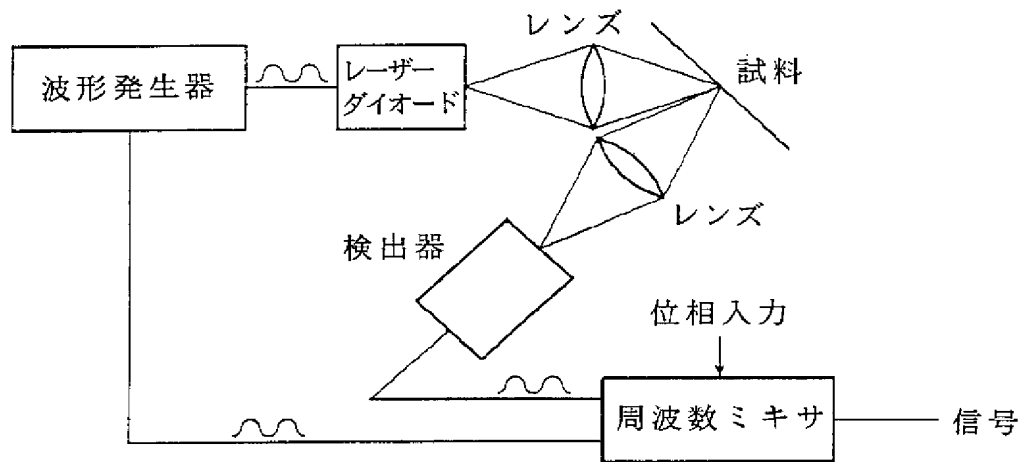 レンズ
波形発生器
レーザー
ダイオード
試料
レンズ
検出器
位相入力
周波数ミキサ
信号